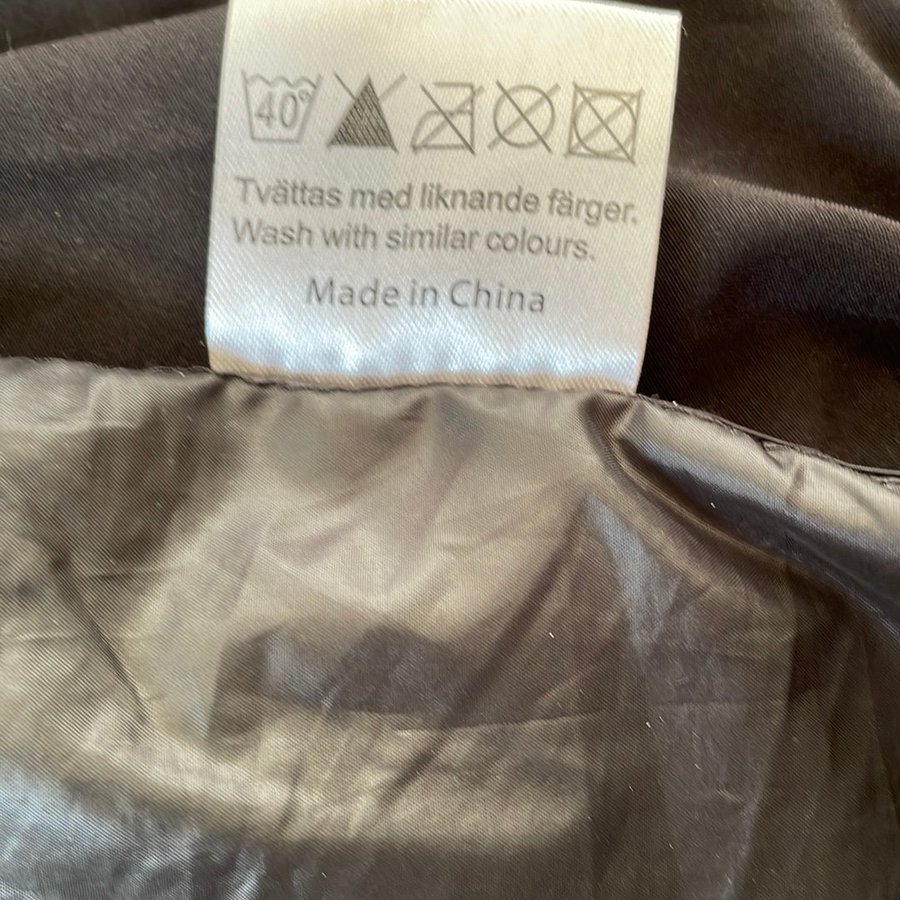 40°
Tvättas med liknande färger.
Wash with similar colours.
Made in China